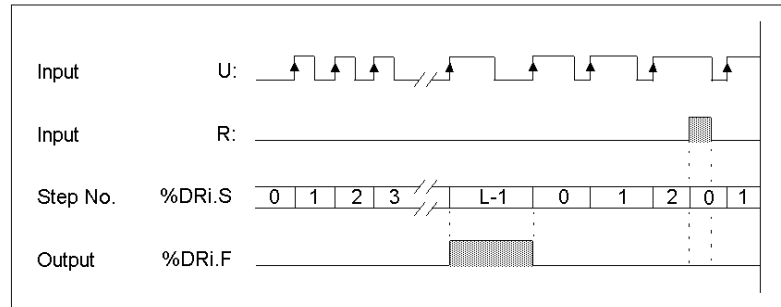 Input U:
Input R:
Step No. %DRi.S 0 1 2 3 L-1 0 1 2 0 1
Output %DRi.F